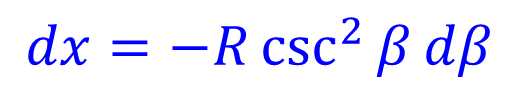 dx = −R csc² β dβ